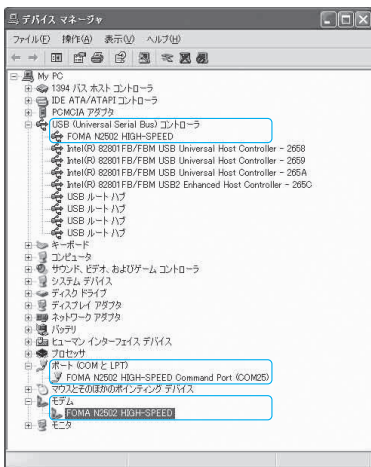 デバイス マネージャ
ファイル(F) 操作(A) 表示(V) ヘルプ(H)
My PC
1394 バス ホスト コントローラ
IDE ATA/ATAPI コントローラ
PCMCIA アダプタ
USB (Universal Serial Bus) コントローラ
FOMA N2502 HIGH-SPEED
Intel(R) 82801FB/FBM USB Universal Host Controller - 2658
Intel(R) 82801FB/FBM USB Universal Host Controller - 2659
Intel(R) 82801FB/FBM USB Universal Host Controller - 265A
Intel(R) 82801FB/FBM USB2 Enhanced Host Controller - 265C
USB ルート ハブ
USB ルート ハブ
USB ルート ハブ
USB ルート ハブ
キーボード
コンピュータ
サウンド、ビデオ、およびゲーム コントローラ
システム デバイス
ディスク ドライブ
ディスプレイ アダプタ
ネットワーク アダプタ
バッテリ
ヒューマン インターフェイス デバイス
プロセッサ
ポート (COM と LPT)
FOMA N2502 HIGH-SPEED Command Port (COM25)
マウスとそのほかのポインティング デバイス
モデム
FOMA N2502 HIGH-SPEED
モニタ